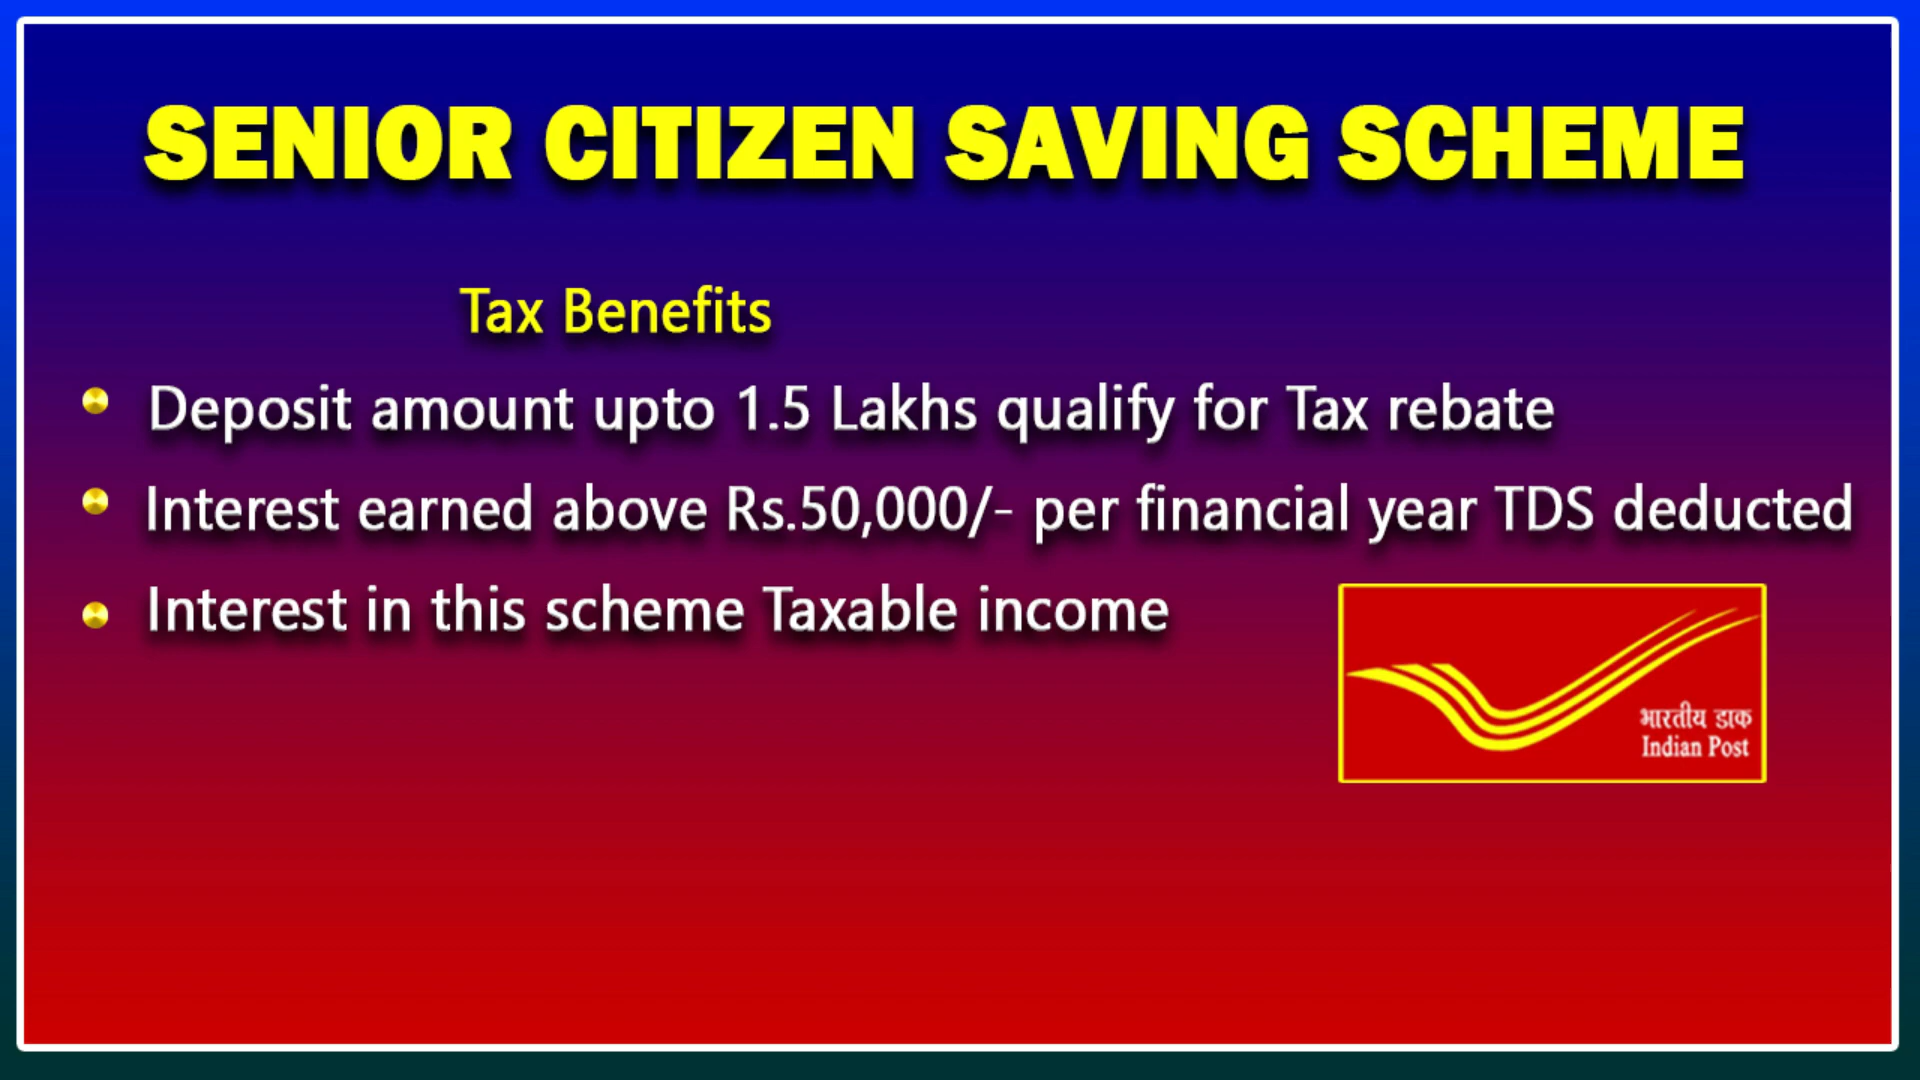 SENIOR CITIZEN SAVING SCHEME
Tax Benefits
Deposit amount upto 1.5 Lakhs qualify for Tax rebate
Interest earned above Rs.50,000/- per financial year TDS deducted
Interest in this scheme Taxable income
भारतीय डाक
Indian Post